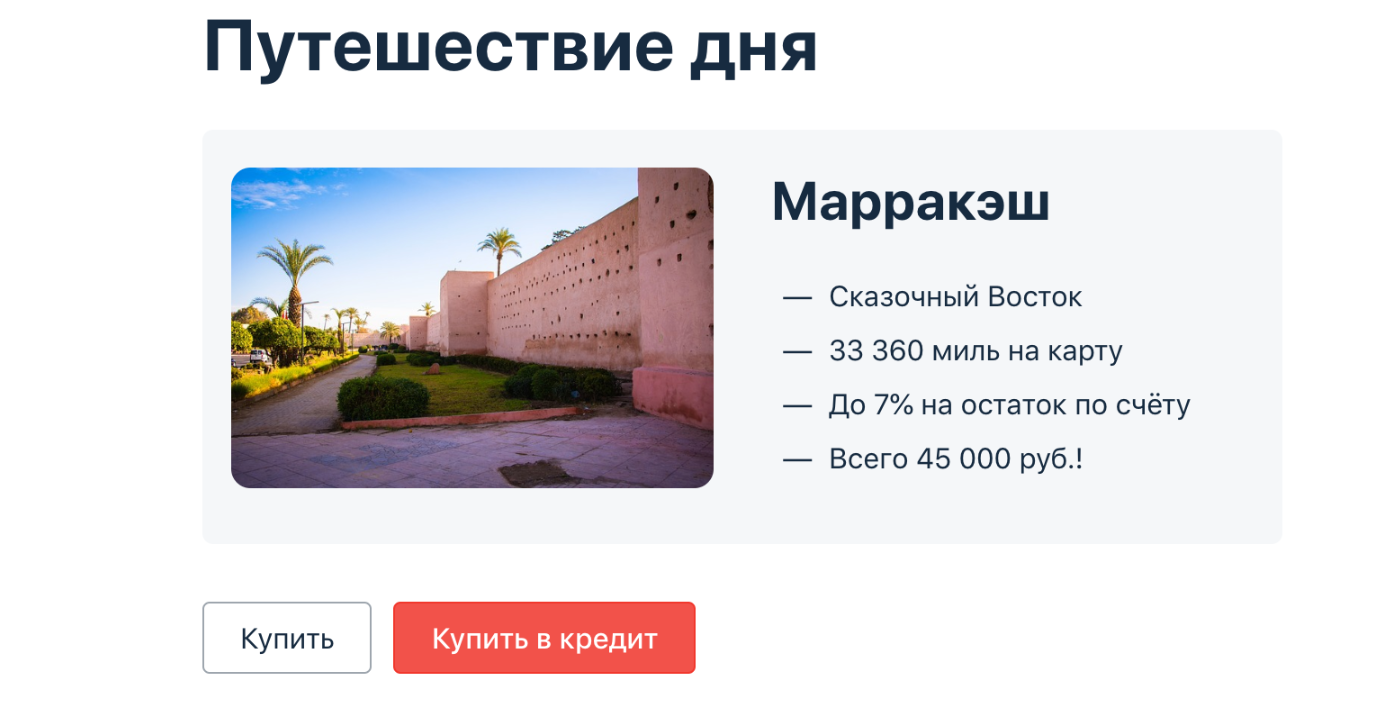 Путешествие дня
Марракэш
— Сказочный Восток
— 33 360 миль на карту
— До 7% на остаток по счёту
— Всего 45 000 руб.!
Купить
Купить в кредит